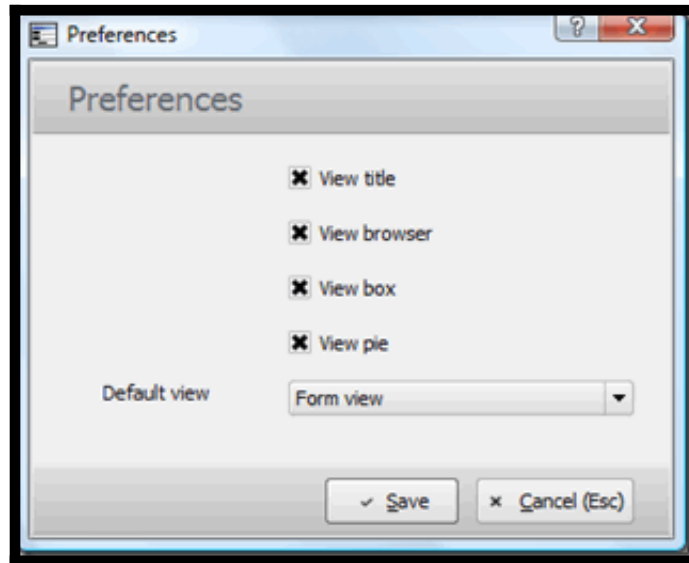 Preferences
Preferences
View title
View browser
View box
View pie
Default view Form view
Save Cancel (Esc)